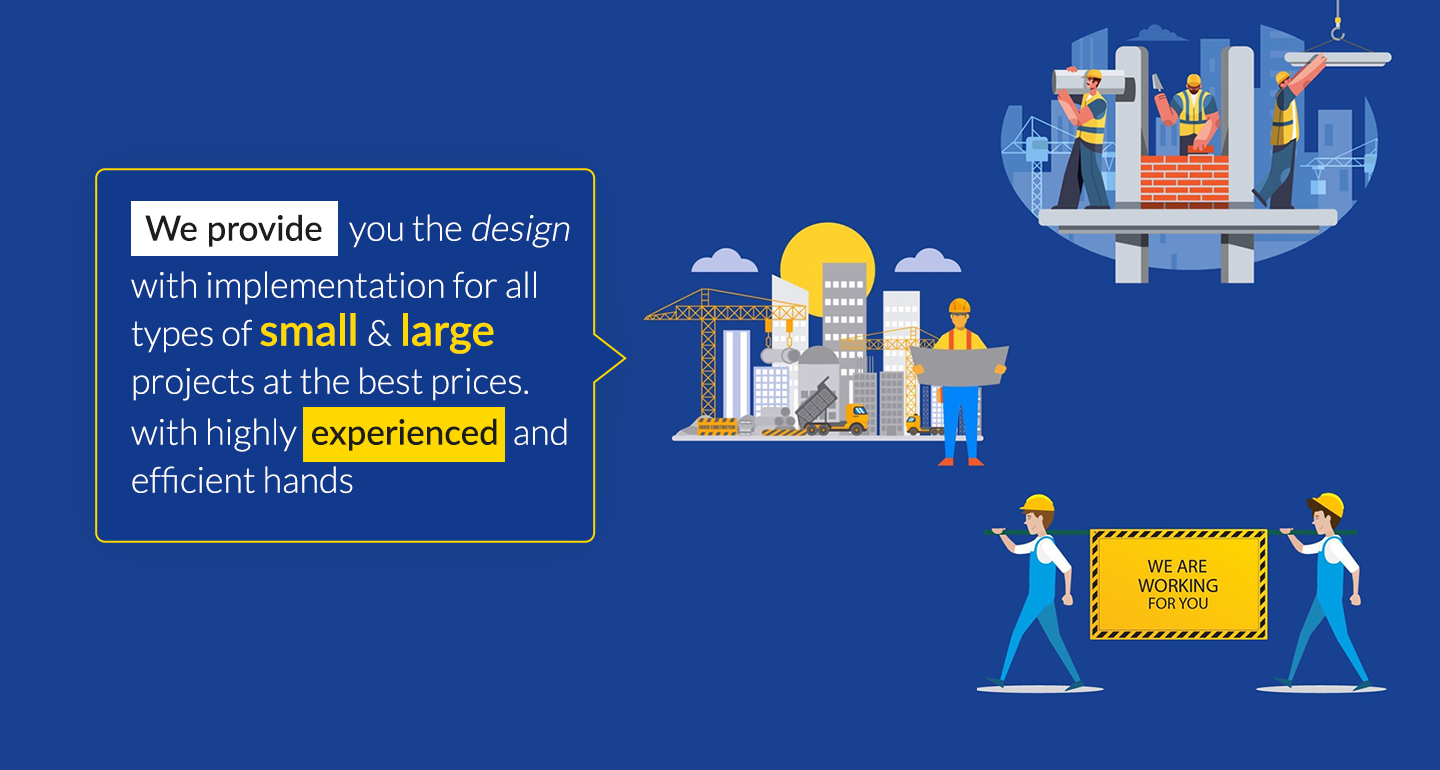 We provide you the design
with implementation for all
types of small & large
projects at the best prices.
with highly experienced and
efficient hands
WE ARE
WORKING
FOR YOU